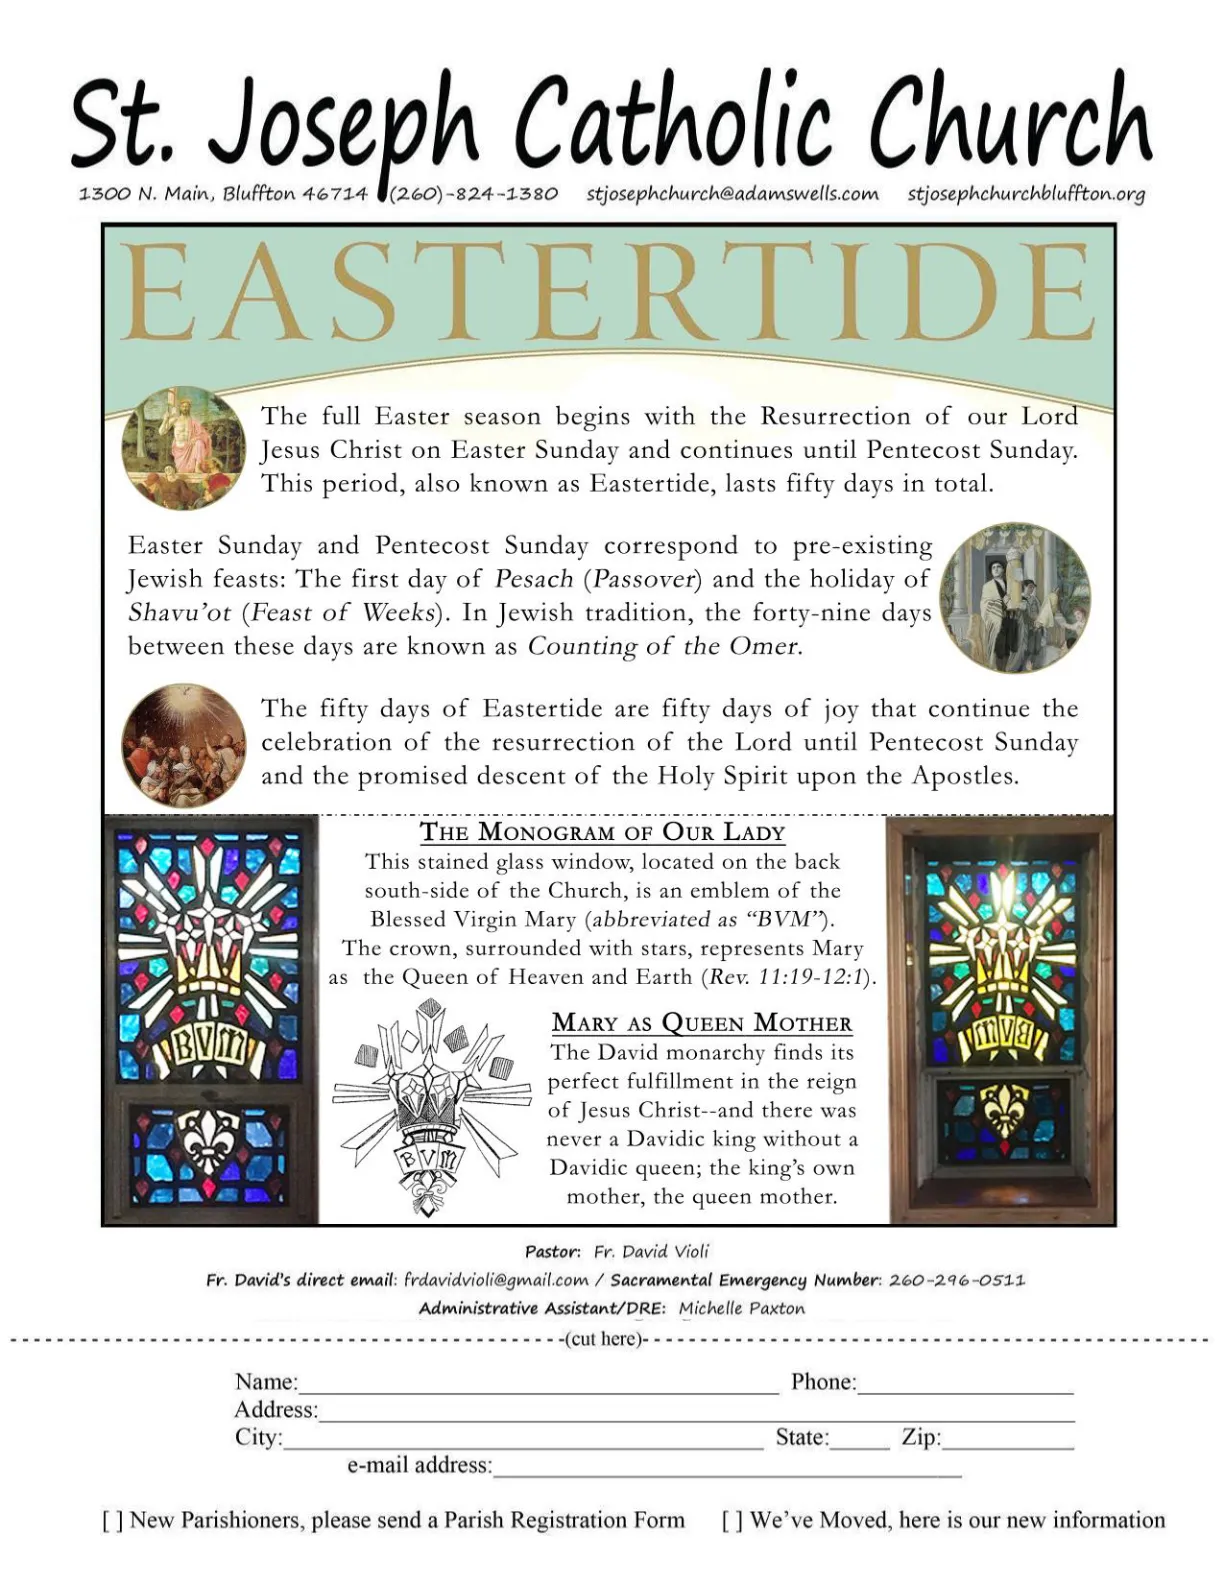 St. Joseph Catholic Church
1300 N. Main, Bluffton 46714 (260)-824-1380 stjosephchurch@adamswells.com stjosephchurchbluffton.org
EASTERTIDE
The full Easter season begins with the Resurrection of our Lord
Jesus Christ on Easter Sunday and continues until Pentecost Sunday.
This period, also known as Eastertide, lasts fifty days in total.
Easter Sunday and Pentecost Sunday correspond to pre-existing
Jewish feasts: The first day of Pesach (Passover) and the holiday of
Shavu’ot (Feast of Weeks). In Jewish tradition, the forty-nine days
between these days are known as Counting of the Omer.
The fifty days of Eastertide are fifty days of joy that continue the
celebration of the resurrection of the Lord until Pentecost Sunday
and the promised descent of the Holy Spirit upon the Apostles.
THE MONOGRAM OF OUR LADY
This stained glass window, located on the back
south-side of the Church, is an emblem of the
Blessed Virgin Mary (abbreviated as “BVM”).
The crown, surrounded with stars, represents Mary
as the Queen of Heaven and Earth (Rev. 11:19-12:1).
BVM
BVM
BVM
MARY AS QUEEN MOTHER
The David monarchy finds its
perfect fulfillment in the reign
of Jesus Christ--and there was
never a Davidic king without a
Davidic queen; the king’s own
mother, the queen mother.
Pastor: Fr. David Violi
Fr. David's direct email: frdavidvioli@gmail.com / Sacramental Emergency Number: 260-296-0511
Administrative Assistant/DRE: Michelle Paxton
(cut here)
Name: Phone:
Address:
City: State: Zip:
e-mail address:
[ ] New Parishioners, please send a Parish Registration Form [ ] We’ve Moved, here is our new information